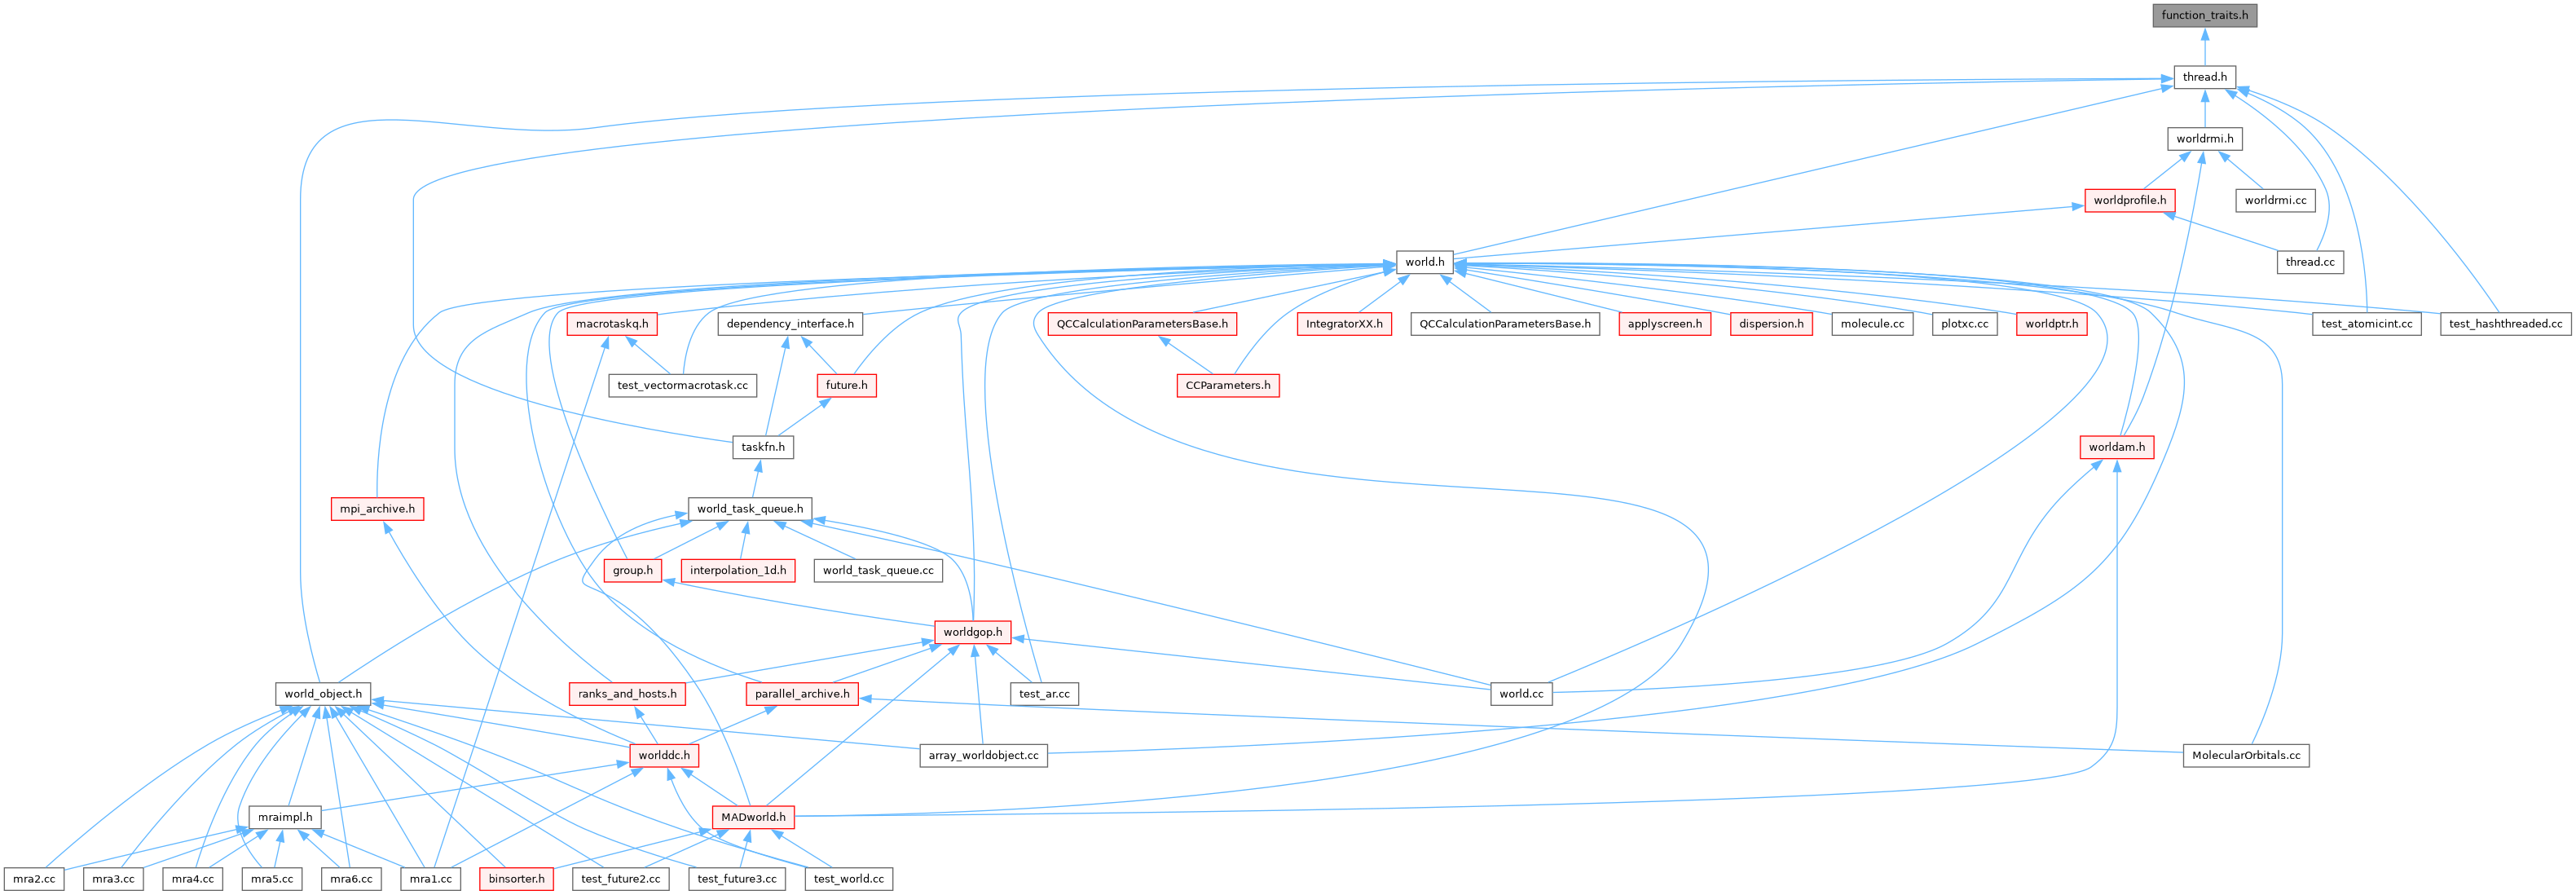 function_traits.h
thread.h
worldrmi.h
worldprofile.h
worldrmi.cc
world.h
thread.cc
macrotaskq.h
dependency_interface.h
QCCalculationParametersBase.h
IntegratorXX.h
QCCalculationParametersBase.h
applyscreen.h
dispersion.h
molecule.cc
plotxc.cc
worldptr.h
test_atomicint.cc
test_hashthreaded.cc
test_vectormacrotask.cc
future.h
CCParameters.h
taskfn.h
worldam.h
mpi_archive.h
world_task_queue.h
group.h
interpolation_1d.h
world_task_queue.cc
worldgop.h
world_object.h
ranks_and_hosts.h
parallel_archive.h
test_ar.cc
world.cc
worlddc.h
array_worldobject.cc
MolecularOrbitals.cc
mraimpl.h
MADworld.h
mra2.cc
mra3.cc
mra4.cc
mra5.cc
mra6.cc
mra1.cc
binsorter.h
test_future2.cc
test_future3.cc
test_world.cc